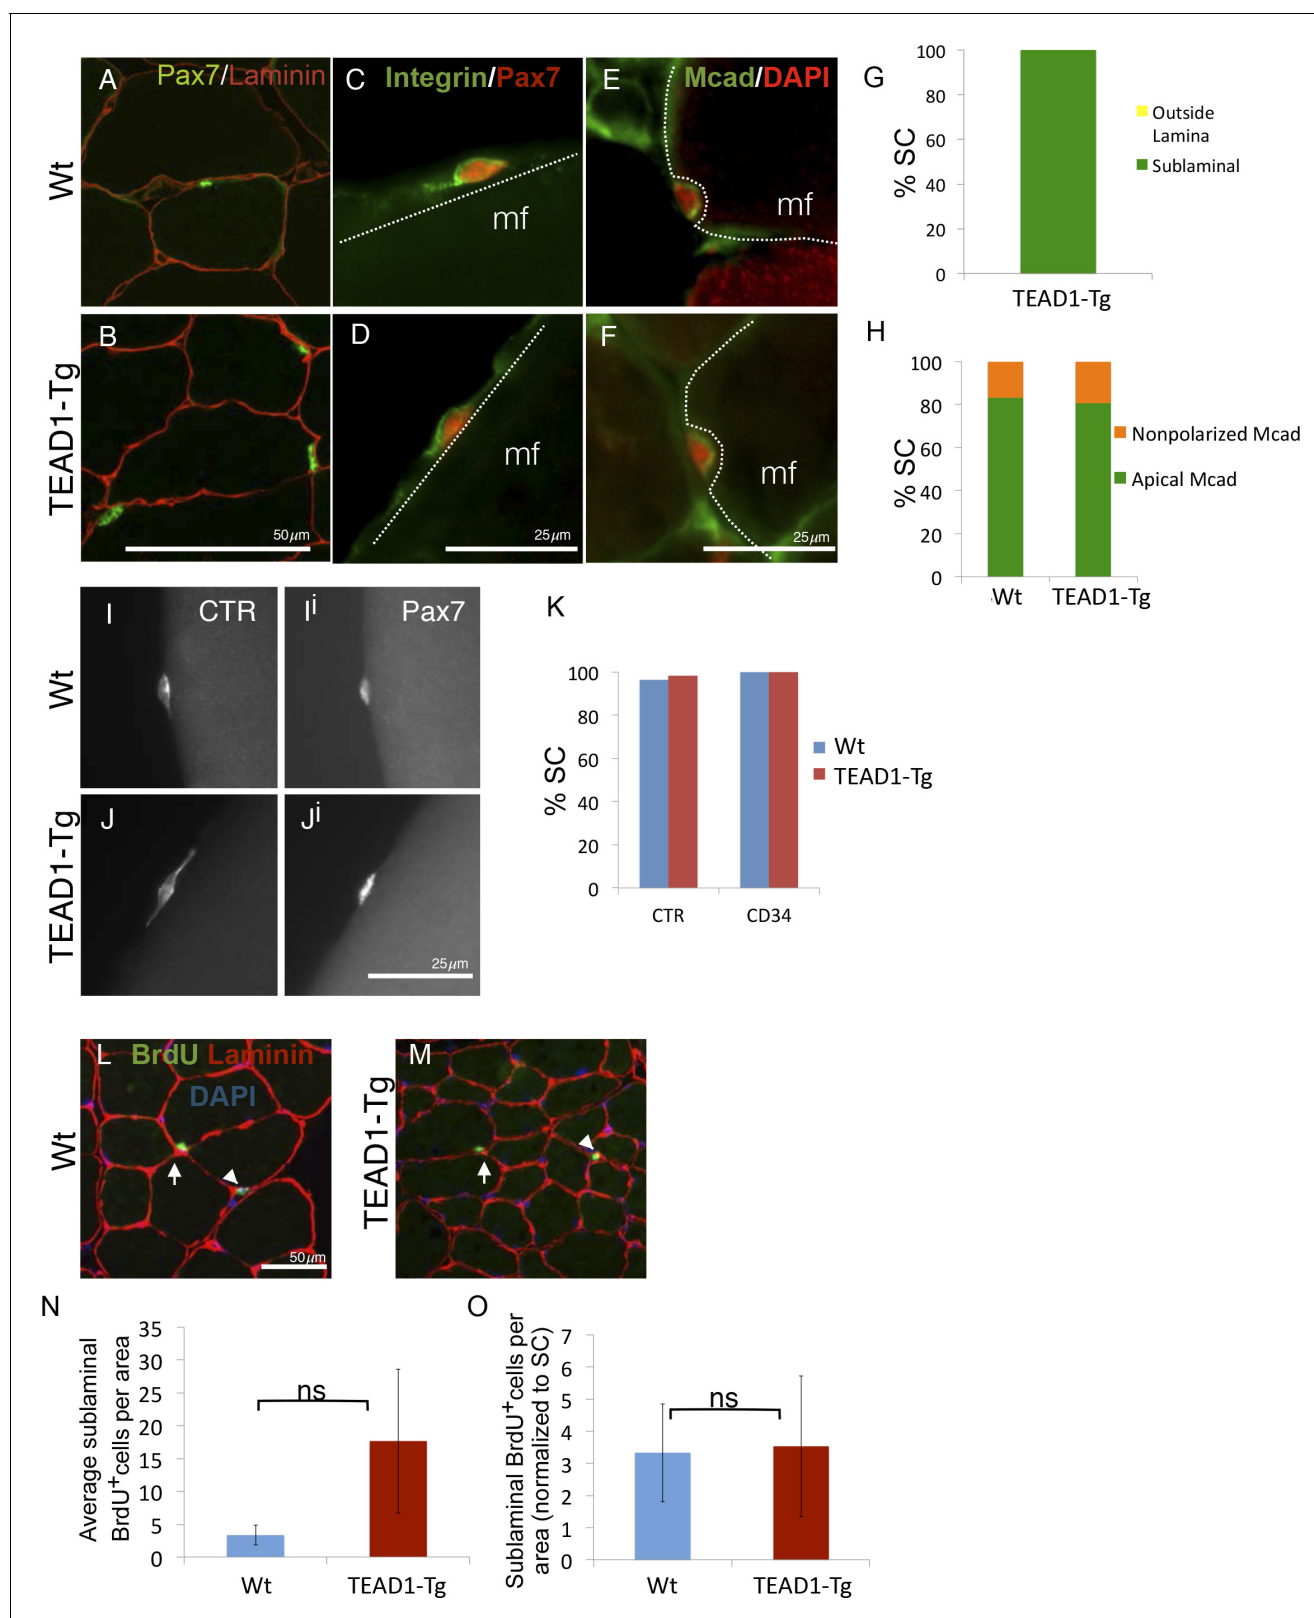 A
Pax7/Laminin
C
Integrin/Pax7
E
Mcad/DAPI
Wt
mf
mf
B
D
F
TEAD1-Tg
mf
mf
50µm
25µm
25µm
G
100
80
60
40
20
0
% SC
TEAD1-Tg
Outside
Lamina
Sublaminal
H
100
80
60
40
20
0
% SC
Wt
TEAD1-Tg
Nonpolarized Mcad
Apical Mcad
I
CTR
Ii
Pax7
Wt
J
Ji
TEAD1-Tg
25µm
K
100
80
60
40
20
0
% SC
CTR
CD34
Wt
TEAD1-Tg
L
BrdU Laminin
DAPI
Wt
50µm
M
TEAD1-Tg
N
Average sublaminal
BrdU+cells per area
35
30
25
20
15
10
5
0
ns
Wt
TEAD1-Tg
O
Sublaminal BrdU+cells per
area (normalized to SC)
7
6
5
4
3
2
1
0
ns
Wt
TEAD1-Tg